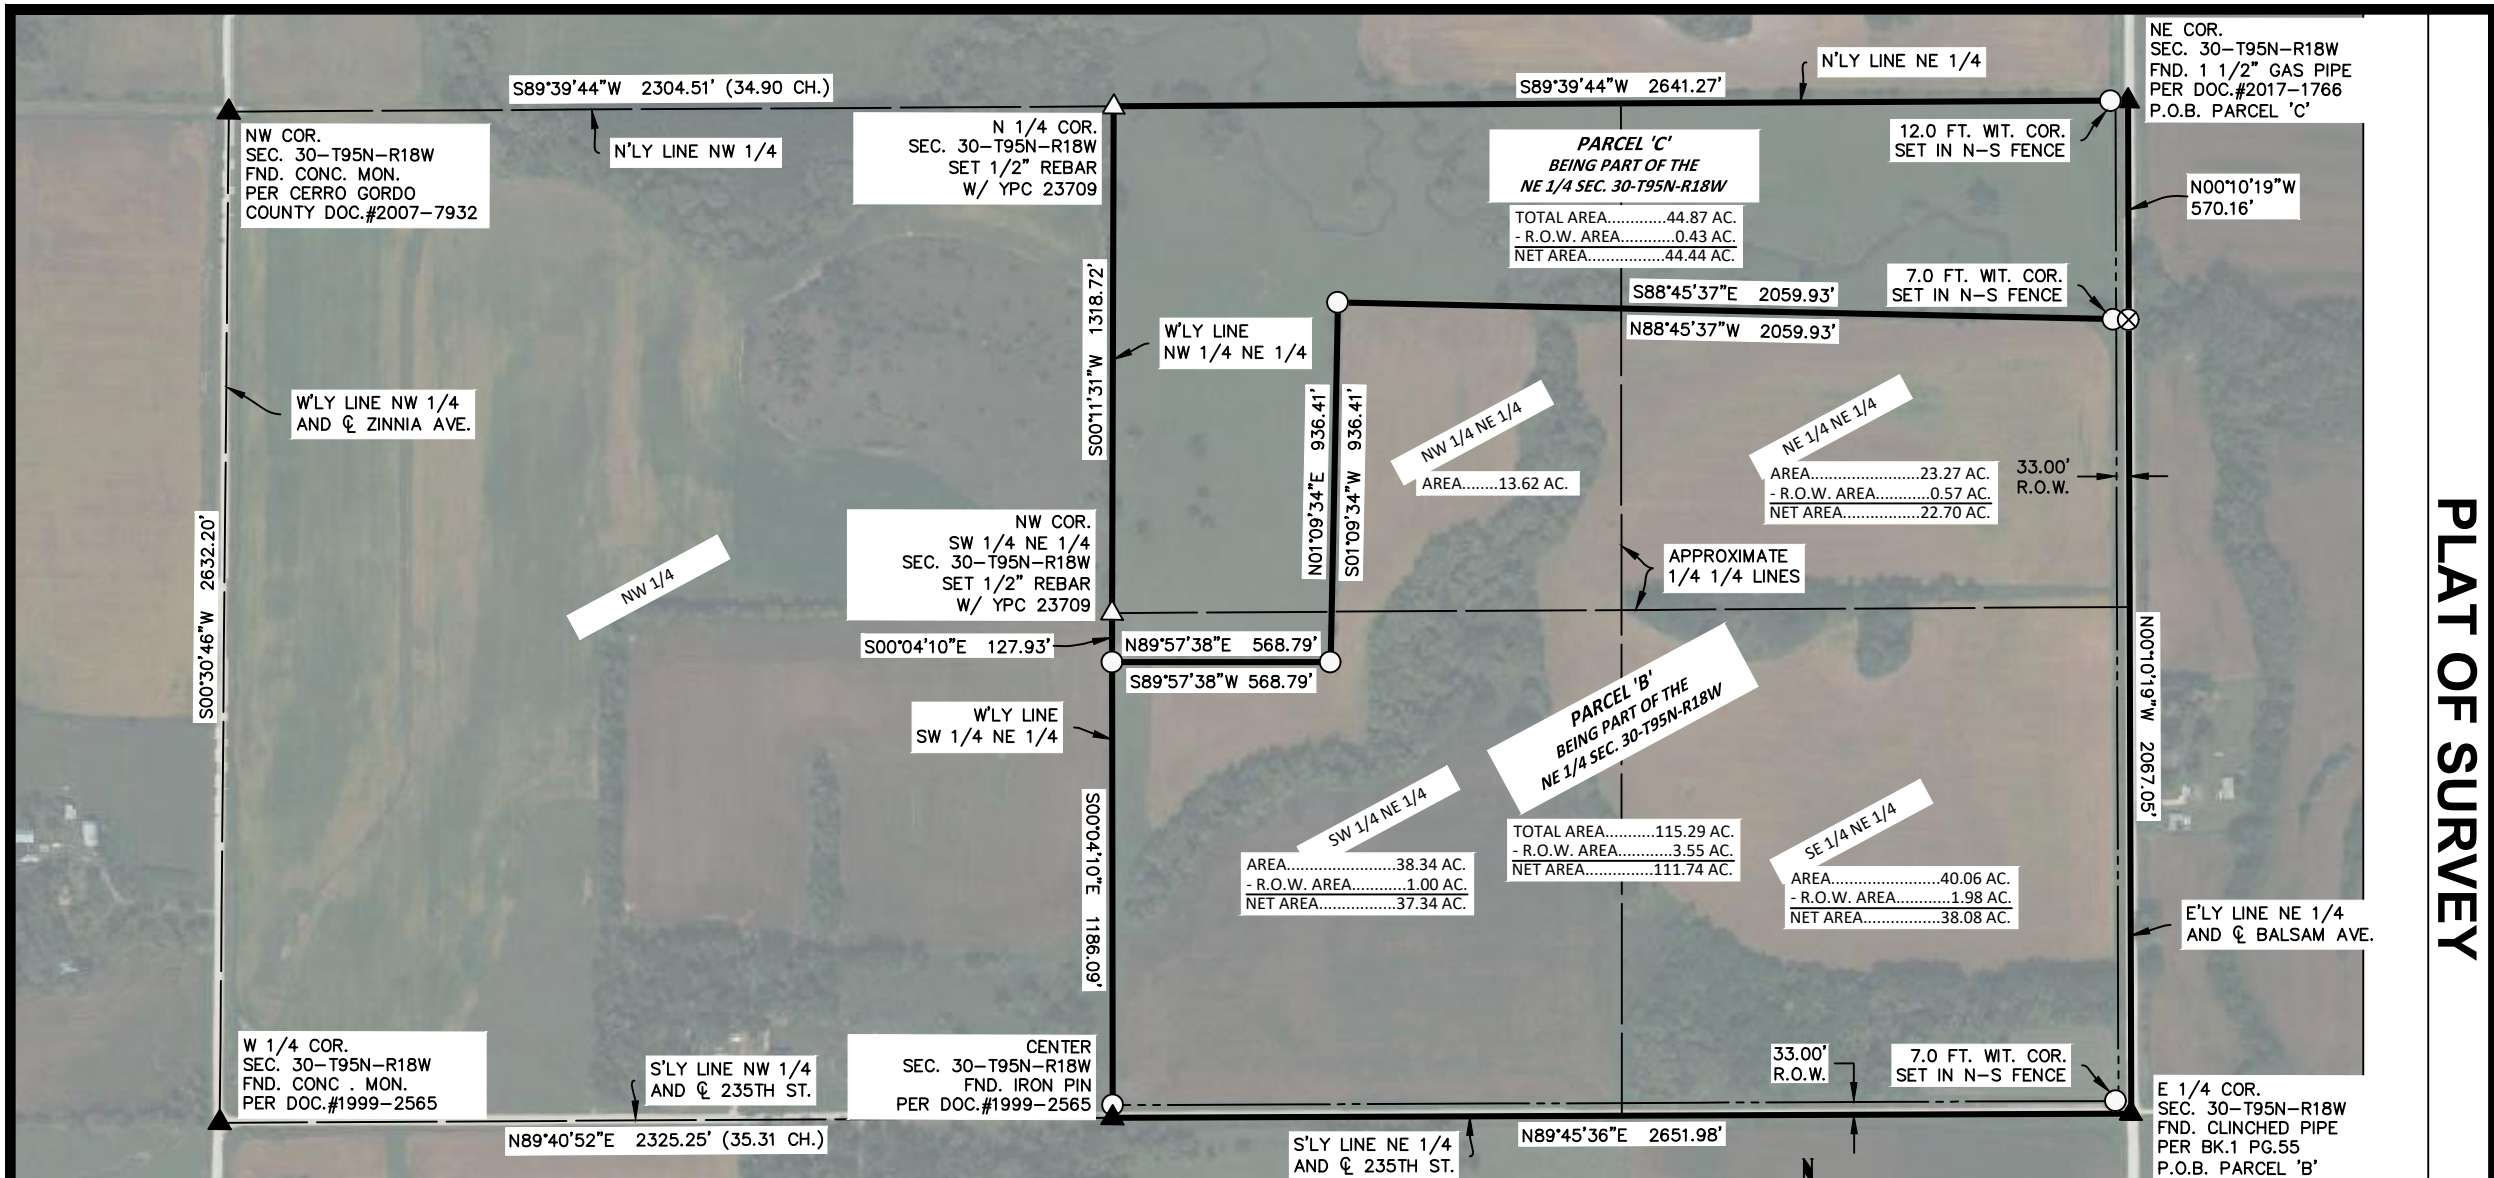 S89°39'44"W 2304.51' (34.90 CH.)
S89°39'44"W 2641.27'
N'LY LINE NE 1/4
NE COR.
SEC. 30-T95N-R18W
FND. 1 1/2" GAS PIPE
PER DOC.#2017-1766
P.O.B. PARCEL 'C'
NW COR.
SEC. 30-T95N-R18W
FND. CONC. MON.
PER CERRO GORDO
COUNTY DOC.#2007-7932
N'LY LINE NW 1/4
N 1/4 COR.
SEC. 30-T95N-R18W
SET 1/2" REBAR
W/ YPC 23709
PARCEL 'C'
BEING PART OF THE
NE 1/4 SEC. 30-T95N-R18W
TOTAL AREA.............44.87 AC.
- R.O.W. AREA............0.43 AC.
NET AREA.................44.44 AC.
12.0 FT. WIT. COR.
SET IN N-S FENCE
N00°10'19"W
570.16'
7.0 FT. WIT. COR.
SET IN N-S FENCE
S88°45'37"E 2059.93'
N88°45'37"W 2059.93'
S00°11'31"W 1318.72'
W'LY LINE
NW 1/4 NE 1/4
W'LY LINE NW 1/4
AND ℄ ZINNIA AVE.
N01°09'34"E 936.41'
S01°09'34"W 936.41'
NW 1/4 NE 1/4
AREA........13.62 AC.
NE 1/4 NE 1/4
AREA........................23.27 AC.
- R.O.W. AREA............0.57 AC.
NET AREA.................22.70 AC.
33.00'
R.O.W.
S00°30'46"W 2632.20'
NW 1/4
NW COR.
SW 1/4 NE 1/4
SEC. 30-T95N-R18W
SET 1/2" REBAR
W/ YPC 23709
APPROXIMATE
1/4 1/4 LINES
S00°04'10"E 127.93'
N89°57'38"E 568.79'
S89°57'38"W 568.79'
W'LY LINE
SW 1/4 NE 1/4
PARCEL 'B'
BEING PART OF THE
NE 1/4 SEC. 30-T95N-R18W
N00°10'19"W 2067.05'
S00°04'10"E 1186.09'
SW 1/4 NE 1/4
AREA........................38.34 AC.
- R.O.W. AREA............1.00 AC.
NET AREA.................37.34 AC.
TOTAL AREA...........115.29 AC.
- R.O.W. AREA............3.55 AC.
NET AREA...............111.74 AC.
SE 1/4 NE 1/4
AREA........................40.06 AC.
- R.O.W. AREA............1.98 AC.
NET AREA.................38.08 AC.
E'LY LINE NE 1/4
AND ℄ BALSAM AVE.
W 1/4 COR.
SEC. 30-T95N-R18W
FND. CONC . MON.
PER DOC.#1999-2565
S'LY LINE NW 1/4
AND ℄ 235TH ST.
CENTER
SEC. 30-T95N-R18W
FND. IRON PIN
PER DOC.#1999-2565
33.00'
R.O.W.
7.0 FT. WIT. COR.
SET IN N-S FENCE
E 1/4 COR.
SEC. 30-T95N-R18W
FND. CLINCHED PIPE
PER BK.1 PG.55
P.O.B. PARCEL 'B'
N89°40'52"E 2325.25' (35.31 CH.)
S'LY LINE NE 1/4
AND ℄ 235TH ST.
N89°45'36"E 2651.98'
N
PLAT OF SURVEY